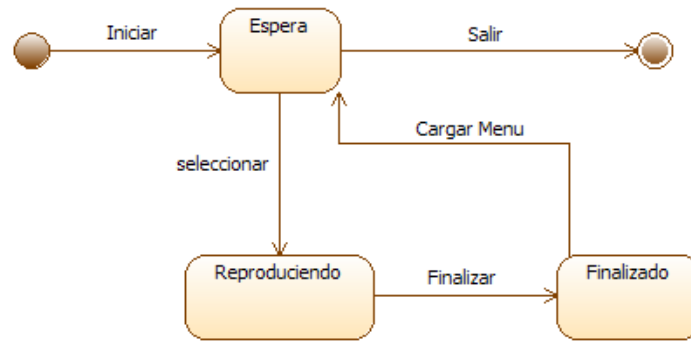 Iniciar
Espera
Salir
Cargar Menu
seleccionar
Reproduciendo
Finalizar
Finalizado